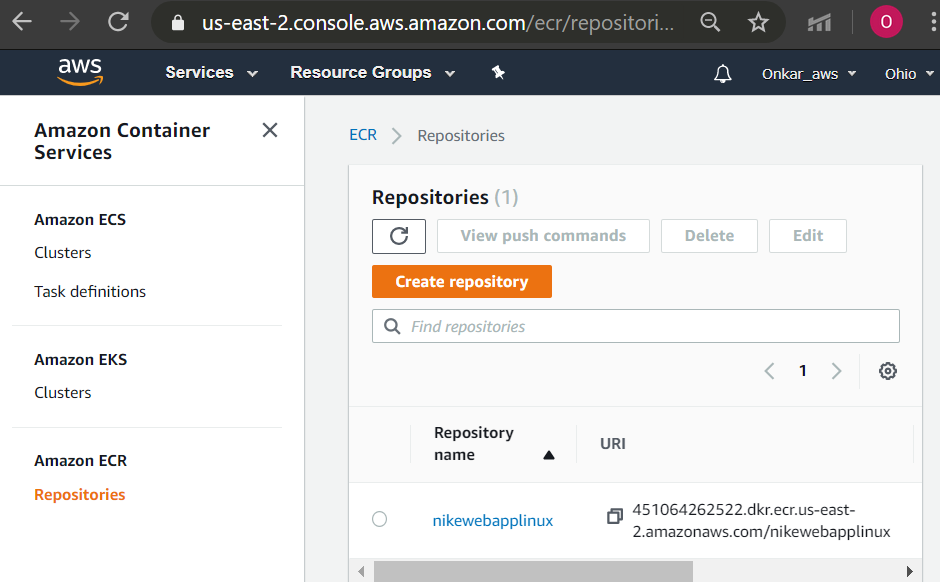 us-east-2.console.aws.amazon.com/ecr/repositori...
O
aws
Services
Resource Groups
Onkar_aws
Ohio
Amazon Container
Services
Amazon ECS
Clusters
Task definitions
Amazon EKS
Clusters
Amazon ECR
Repositories
ECR
Repositories
Repositories (1)
View push commands
Delete
Edit
Create repository
Find repositories
1
Repository
name
URI
nikewebapplinux
451064262522.dkr.ecr.us-east-
2.amazonaws.com/nikewebapplinux